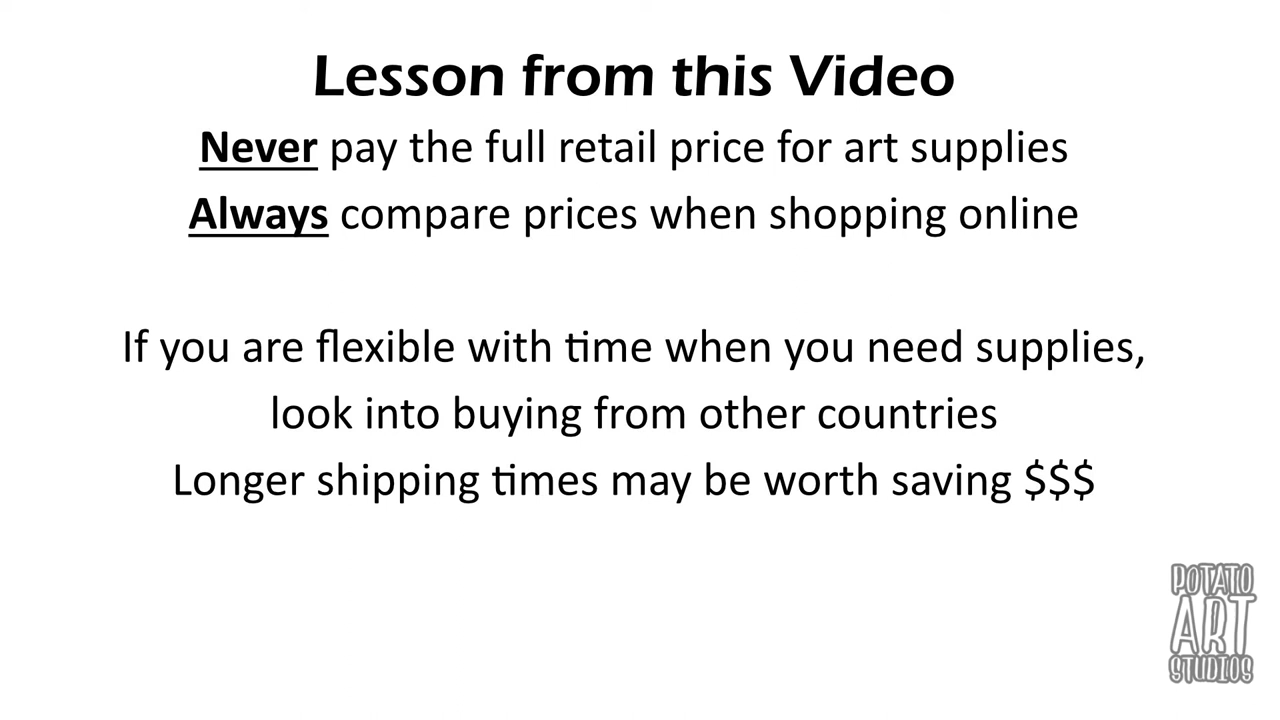 Lesson from this Video
Never pay the full retail price for art supplies
Always compare prices when shopping online
If you are flexible with time when you need supplies,
look into buying from other countries
Longer shipping times may be worth saving $$$
POTATO
ART
STUDIOS